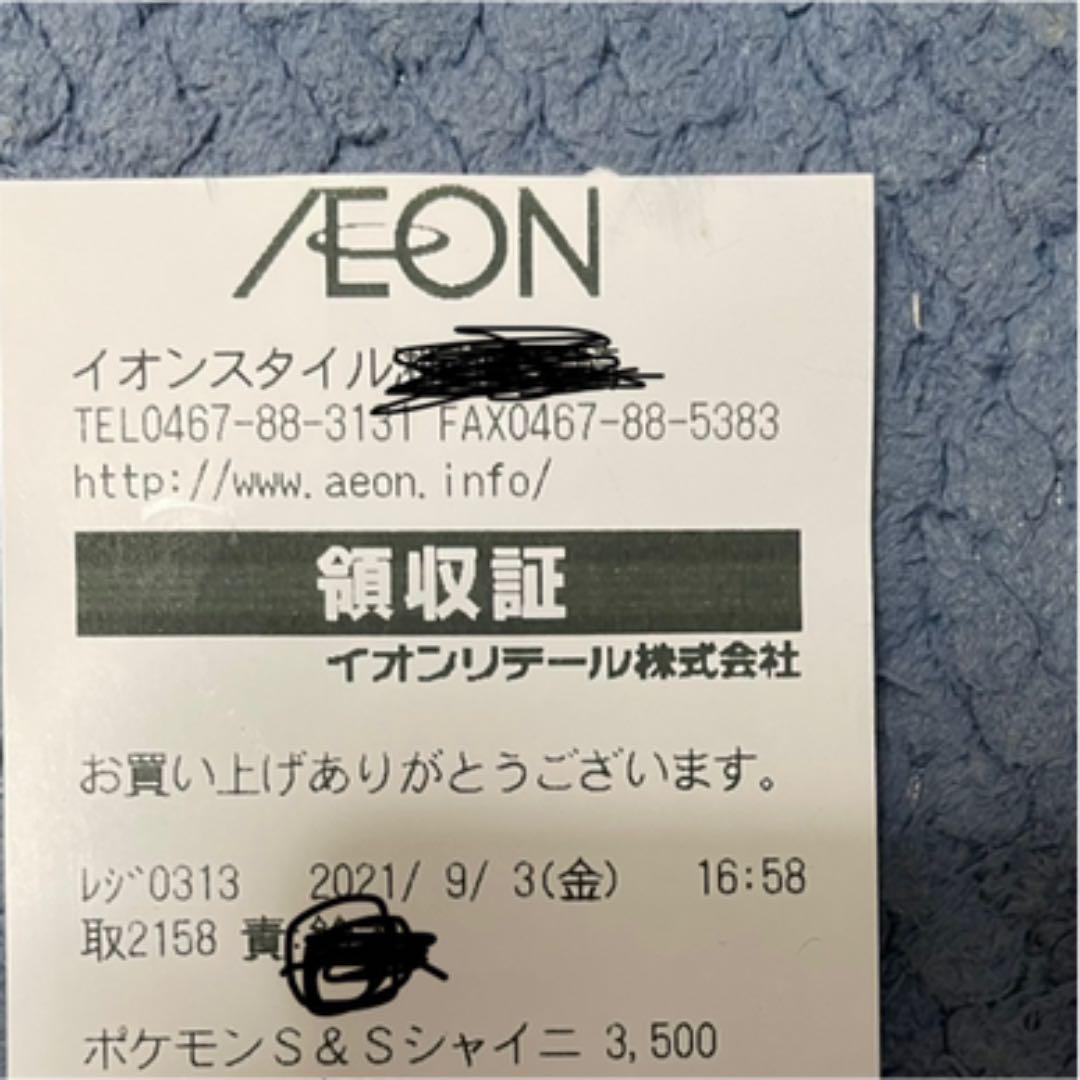 ÆON
イオンスタイル
TEL0467-88-3131 FAX0467-88-5383
http://www.aeon.info/
領収証
イオンリテール株式会社
お買い上げありがとうございます。
ﾚｼﾞ0313 2021/ 9/ 3(金) 16:58
取2158 責:
ポケモンS&Sシャイニ 3,500